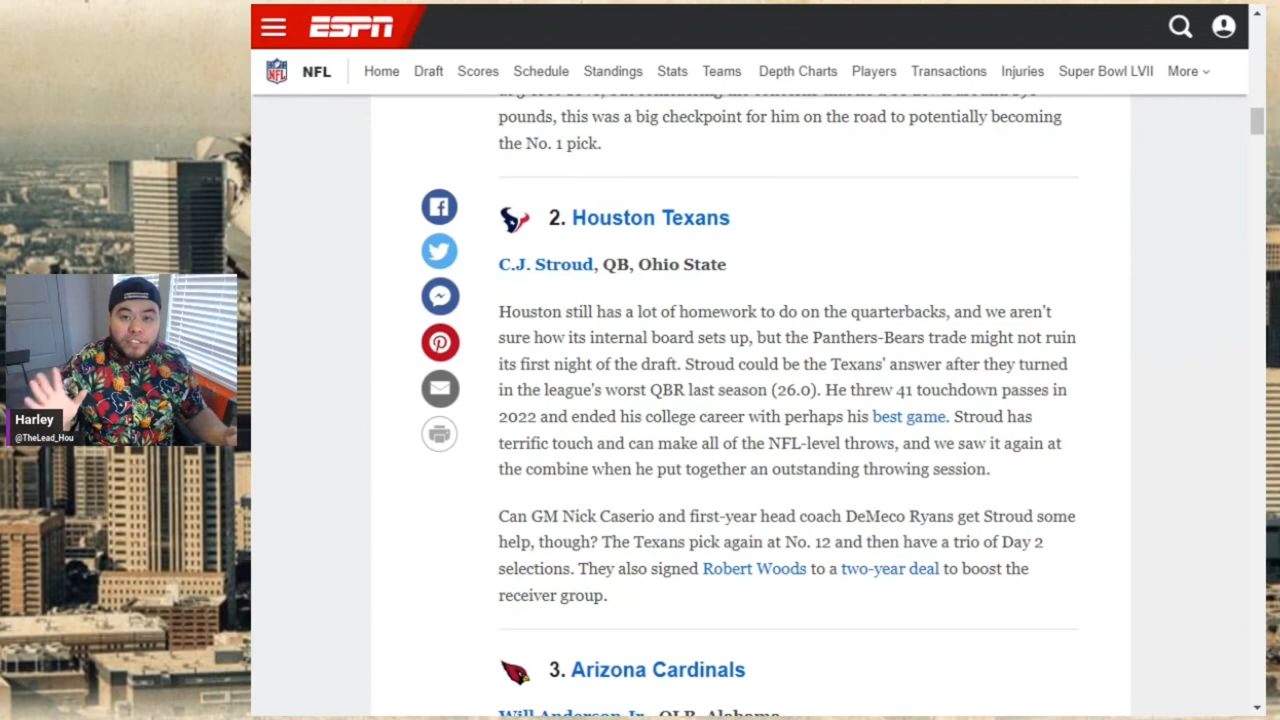 ESPN
NFL
NFL Home Draft Scores Schedule Standings Stats Teams Depth Charts Players Transactions Injuries Super Bowl LVII More
pounds, this was a big checkpoint for him on the road to potentially becoming
the No. 1 pick.
2. Houston Texans
C.J. Stroud, QB, Ohio State
Houston still has a lot of homework to do on the quarterbacks, and we aren't
sure how its internal board sets up, but the Panthers-Bears trade might not ruin
its first night of the draft. Stroud could be the Texans' answer after they turned
in the league's worst QBR last season (26.0). He threw 41 touchdown passes in
2022 and ended his college career with perhaps his best game. Stroud has
terrific touch and can make all of the NFL-level throws, and we saw it again at
the combine when he put together an outstanding throwing session.
Can GM Nick Caserio and first-year head coach DeMeco Ryans get Stroud some
help, though? The Texans pick again at No. 12 and then have a trio of Day 2
selections. They also signed Robert Woods to a two-year deal to boost the
receiver group.
3. Arizona Cardinals
Will Anderson Jr., OLB, Alabama
Harley
@TheLead_Hou